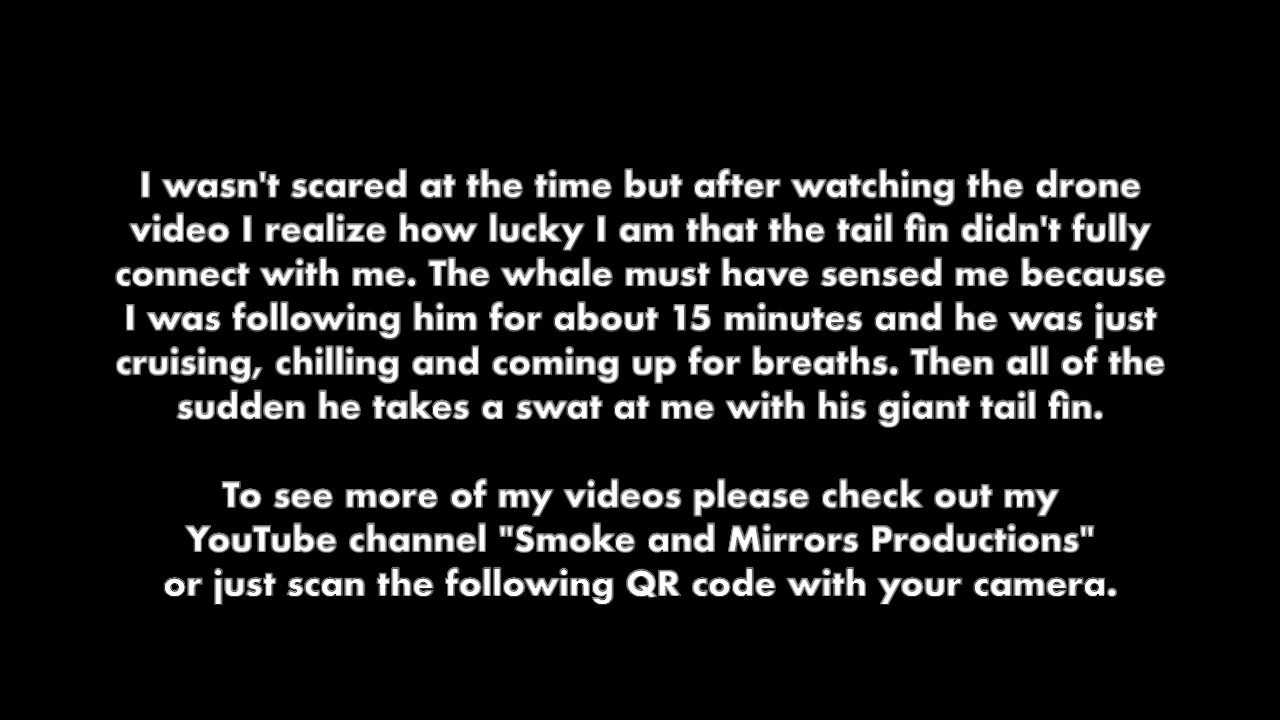 I wasn't scared at the time but after watching the drone
video I realize how lucky I am that the tail fin didn't fully
connect with me. The whale must have sensed me because
I was following him for about 15 minutes and he was just
cruising, chilling and coming up for breaths. Then all of the
sudden he takes a swat at me with his giant tail fin.
To see more of my videos please check out my
YouTube channel "Smoke and Mirrors Productions"
or just scan the following QR code with your camera.